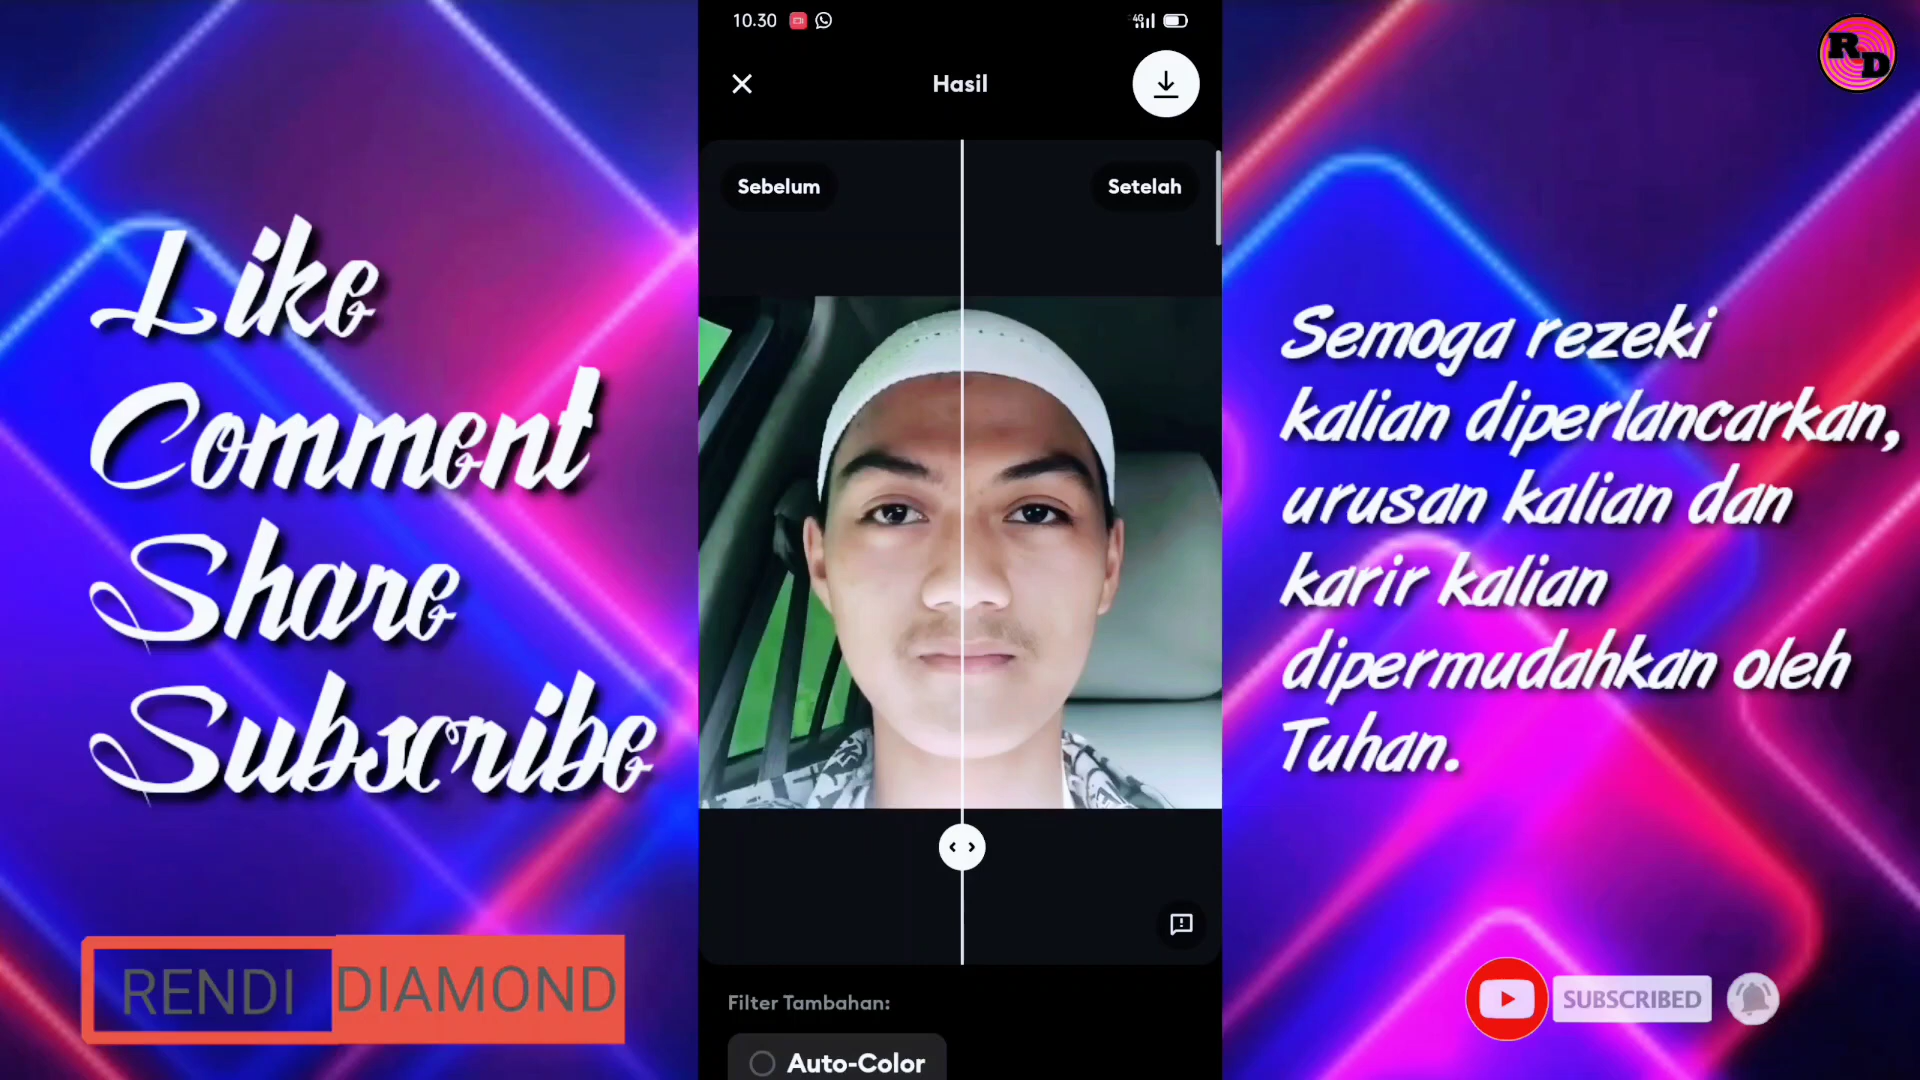 10.30
4G
R
D
Hasil
Sebelum
Setelah
Like
Comment
Share
Subscribe
Semoga rezeki
kalian diperlancarkan,
urusan kalian dan
karir kalian
dipermudahkan oleh
Tuhan.
RENDI DIAMOND
SUBSCRIBED
Filter Tambahan:
Auto-Color